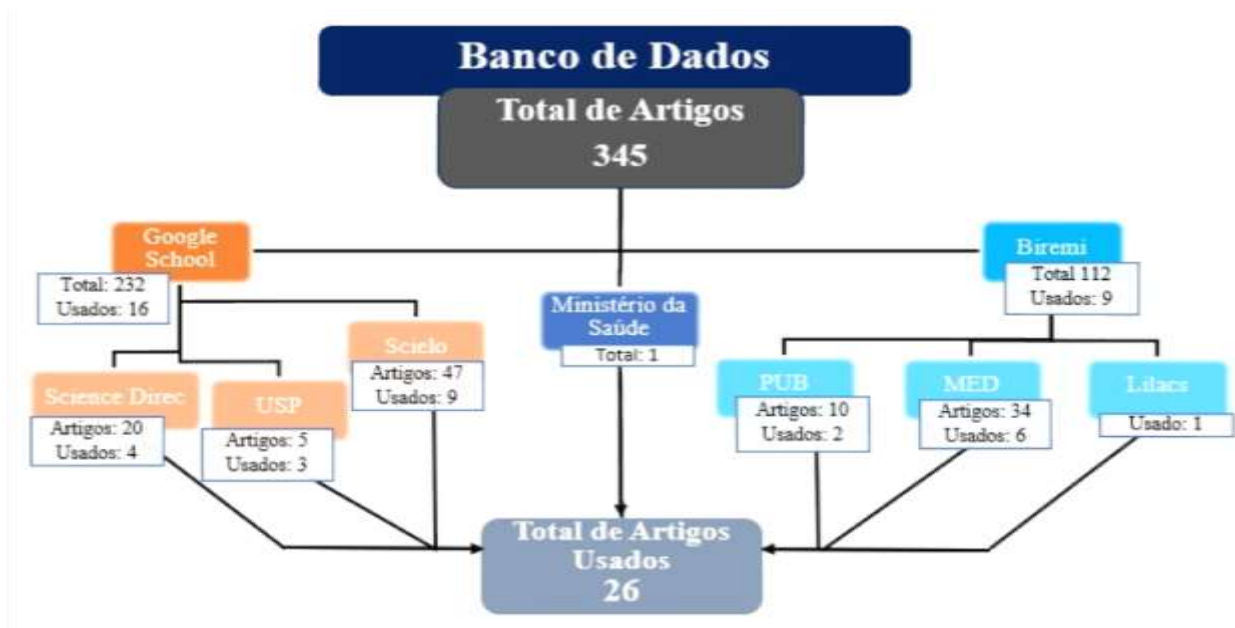 Banco de Dados
Total de Artigos
345
Google
School
Total: 232
Usados: 16
Biremi
Total 112
Usados: 9
Ministério da
Saúde
Total: 1
Scielo
Artigos: 47
Usados: 9
Science Direc
Artigos: 20
Usados: 4
USP
Artigos: 5
Usados: 3
PUB
Artigos: 10
Usados: 2
MED
Artigos: 34
Usados: 6
Lilacs
Usado: 1
Total de Artigos
Usados
26